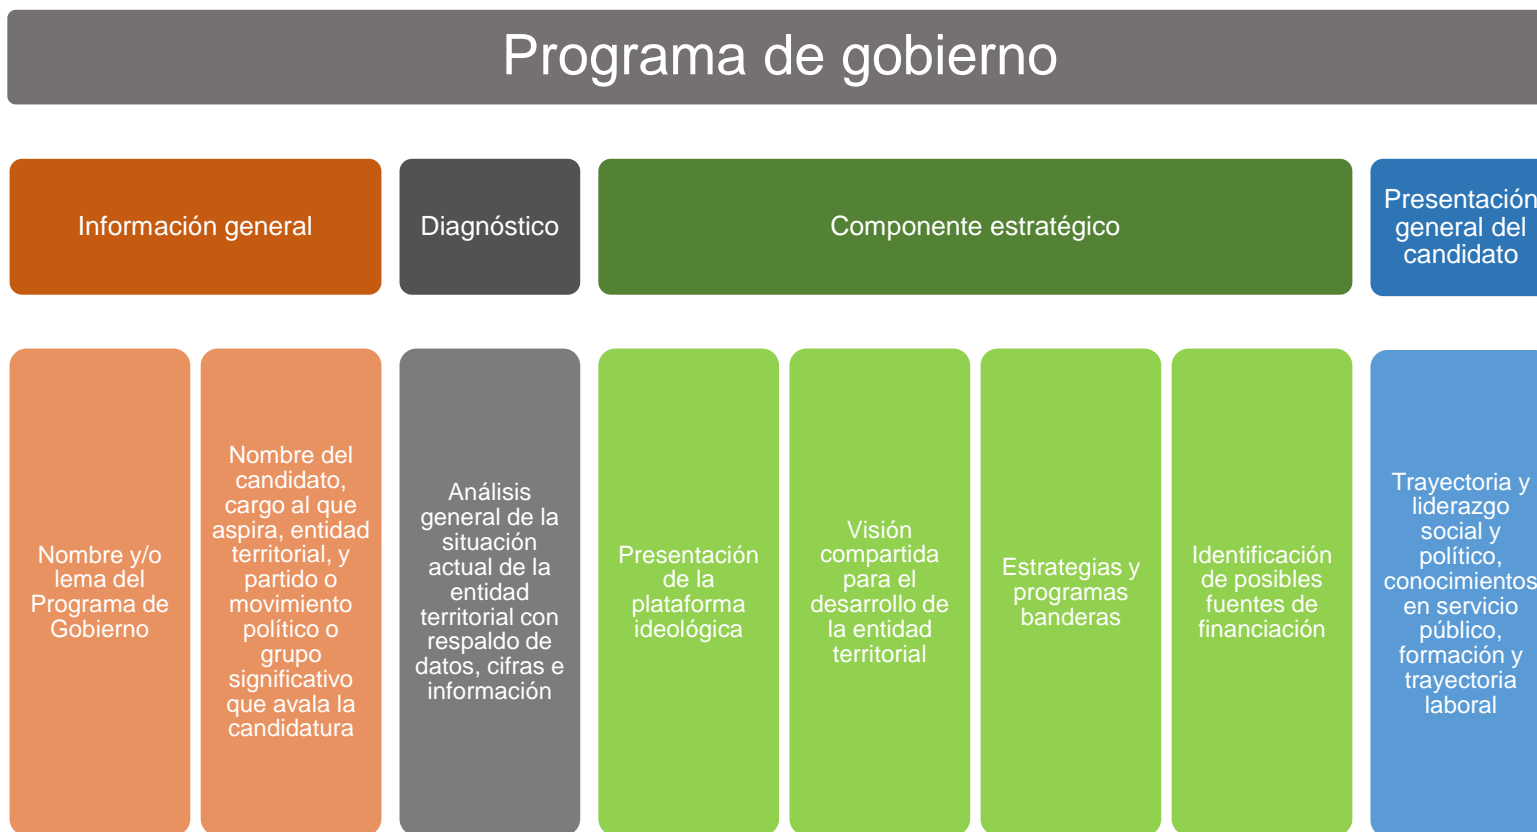 Programa de gobierno
Información general
Diagnóstico
Componente estratégico
Presentación
general del
candidato
Nombre y/o
lema del
Programa de
Gobierno
Nombre del
candidato,
cargo al que
aspira, entidad
territorial, y
partido o
movimiento
político o
grupo
significativo
que avala la
candidatura
Análisis
general de la
situación
actual de la
entidad
territorial con
respaldo de
datos, cifras e
información
Presentación
de la
plataforma
ideológica
Visión
compartida
para el
desarrollo de
la entidad
territorial
Estrategias y
programas
banderas
Identificación
de posibles
fuentes de
financiación
Trayectoria y
liderazgo
social y
político,
conocimientos
en servicio
público,
formación y
trayectoria
laboral